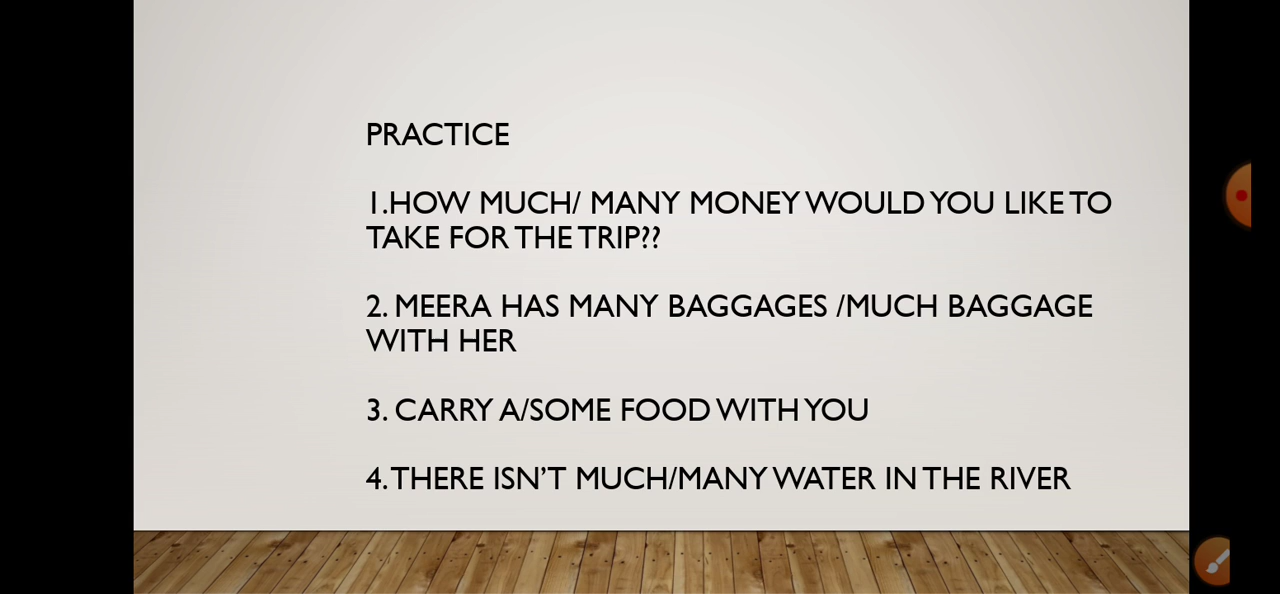 PRACTICE
1.HOW MUCH/ MANY MONEY WOULD YOU LIKE TO
TAKE FOR THE TRIP??
2. MEERA HAS MANY BAGGAGES /MUCH BAGGAGE
WITH HER
3. CARRY A/SOME FOOD WITH YOU
4. THERE ISN'T MUCH/MANY WATER IN THE RIVER